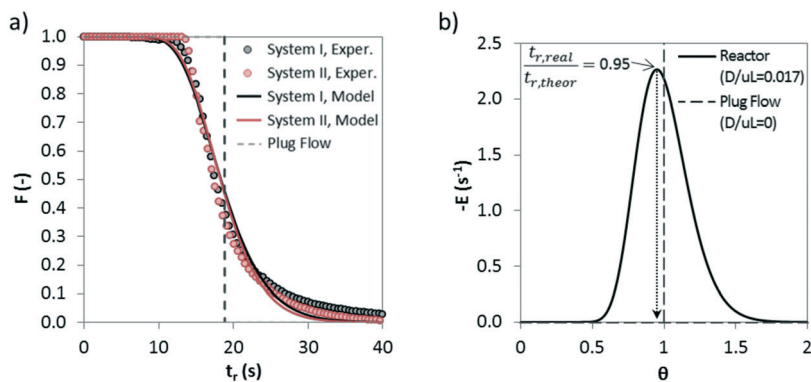 a)
1.0
0.9
0.8
0.7
0.6
0.5
0.4
0.3
0.2
0.1
0.0
F (-)
System I, Exper.
System II, Exper.
System I, Model
System II, Model
Plug Flow
0
10
20
30
40
t_r (s)
b)
2.5
2.0
1.5
1.0
0.5
0.0
-E (s⁻¹)
t_r,real
t_r,theor
= 0.95
Reactor
(D/uL=0.017)
Plug Flow
(D/uL=0)
0
0.5
1
1.5
2
θ